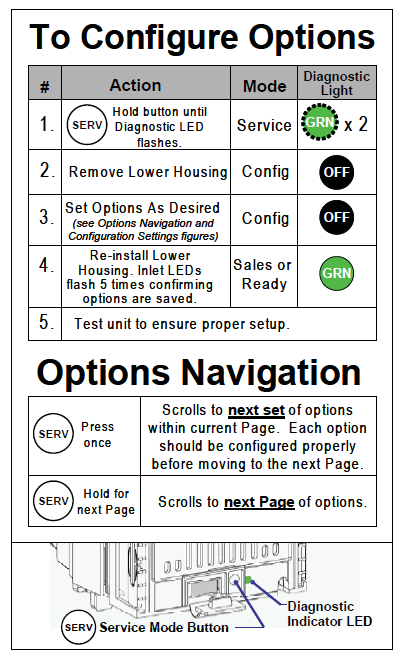 To Configure Options
# Action Mode Diagnostic
Light
1. SERV Hold button until
Diagnostic LED
flashes. Service GRN x 2
2. Remove Lower Housing Config OFF
3. Set Options As Desired
(see Options Navigation and
Configuration Settings figures) Config OFF
4. Re-install Lower
Housing. Inlet LEDs
flash 5 times confirming
options are saved. Sales or
Ready GRN
5. Test unit to ensure proper setup.
Options Navigation
SERV Press
once
Scrolls to next set of options
within current Page. Each option
should be configured properly
before moving to the next Page.
SERV Hold for
next Page
Scrolls to next Page of options.
Diagnostic
Indicator LED
SERV Service Mode Button